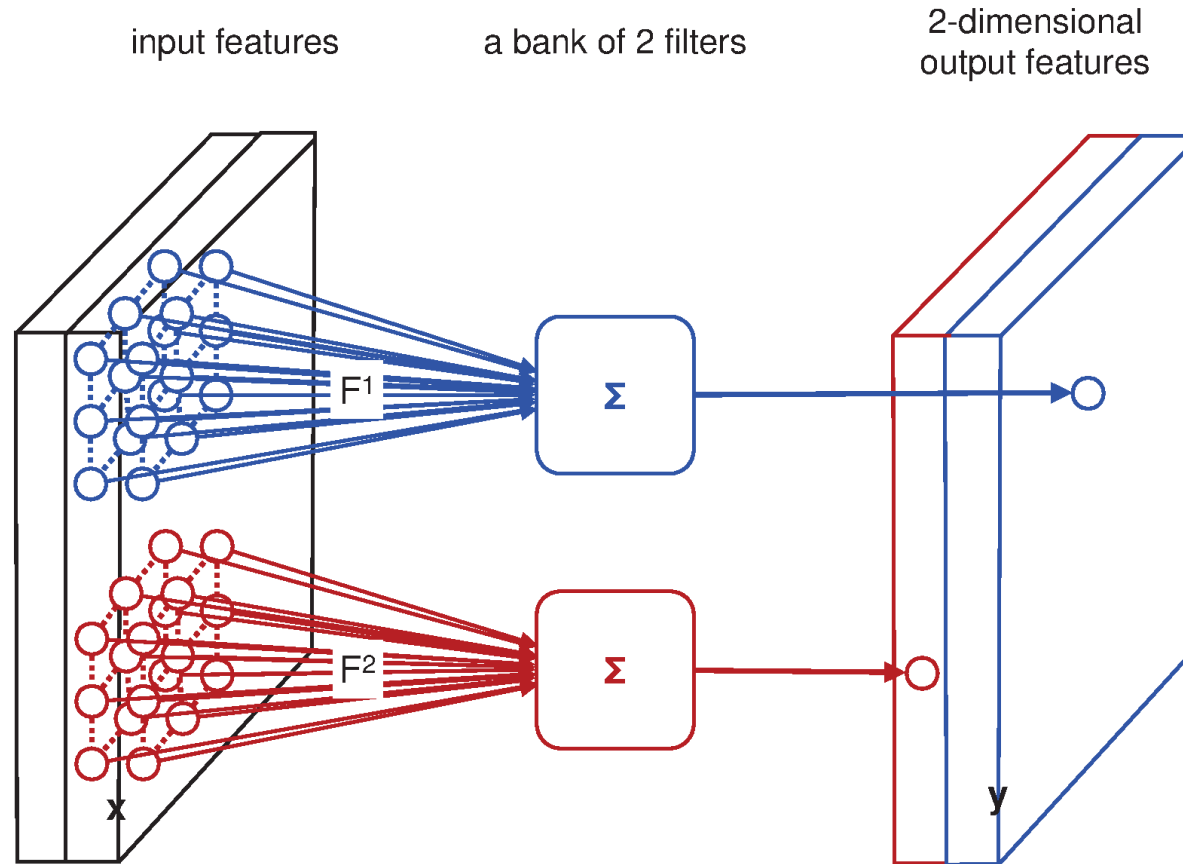 input features
a bank of 2 filters
2-dimensional
output features
F¹
Σ
F²
Σ
x
y